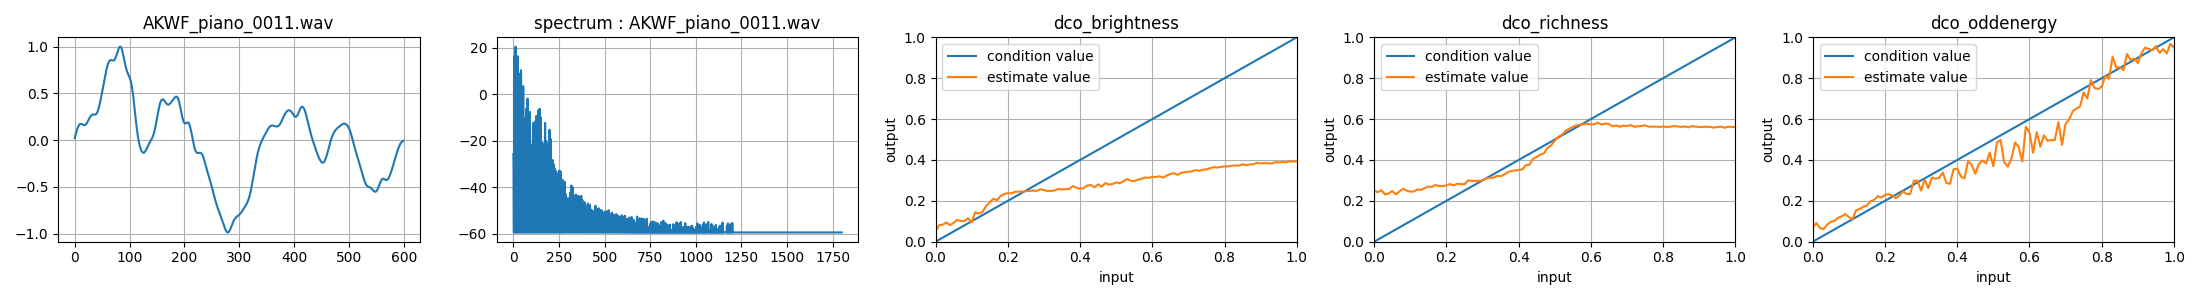 AKWF_piano_0011.wav
1.0
0.5
0.0
−0.5
−1.0
0 100 200 300 400 500 600
spectrum : AKWF_piano_0011.wav
20
0
−20
−40
−60
0 250 500 750 1000 1250 1500 1750
dco_brightness
condition value
estimate value
output
1.0
0.8
0.6
0.4
0.2
0.0
0.0 0.2 0.4 0.6 0.8 1.0
input
dco_richness
condition value
estimate value
output
1.0
0.8
0.6
0.4
0.2
0.0
0.0 0.2 0.4 0.6 0.8 1.0
input
dco_oddenergy
condition value
estimate value
output
1.0
0.8
0.6
0.4
0.2
0.0
0.0 0.2 0.4 0.6 0.8 1.0
input